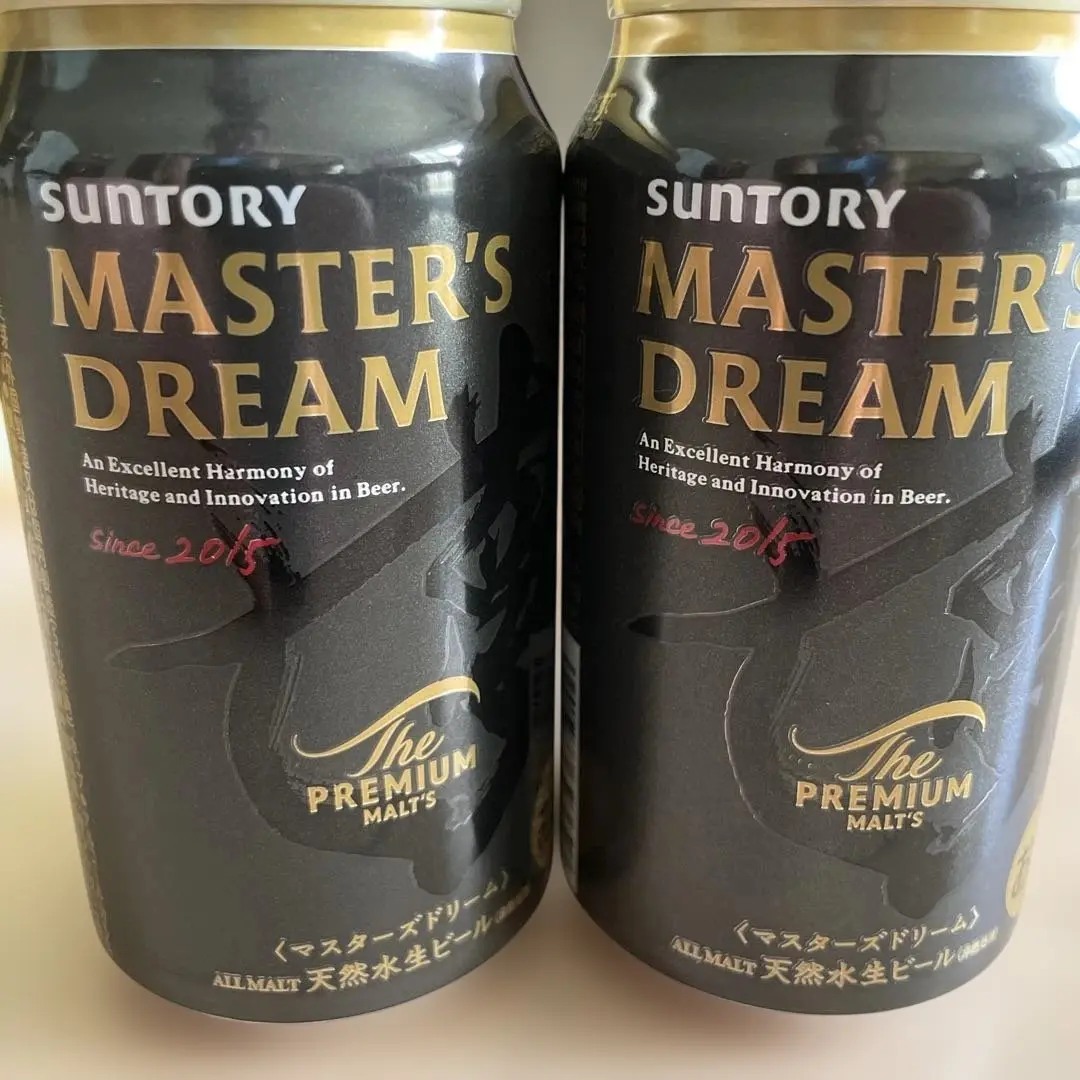 SUNTORY
MASTER'S
DREAM
An Excellent Harmony of
Heritage and Innovation in Beer.
since 2015
The
PREMIUM
MALT'S
〈マスターズドリーム〉
ALL MALT 天然水生ビール
SUNTORY
MASTER'S
DREAM
An Excellent Harmony of
Heritage and Innovation in Beer.
since 2015
The
PREMIUM
MALT'S
〈マスターズドリーム〉
ALL MALT 天然水生ビール